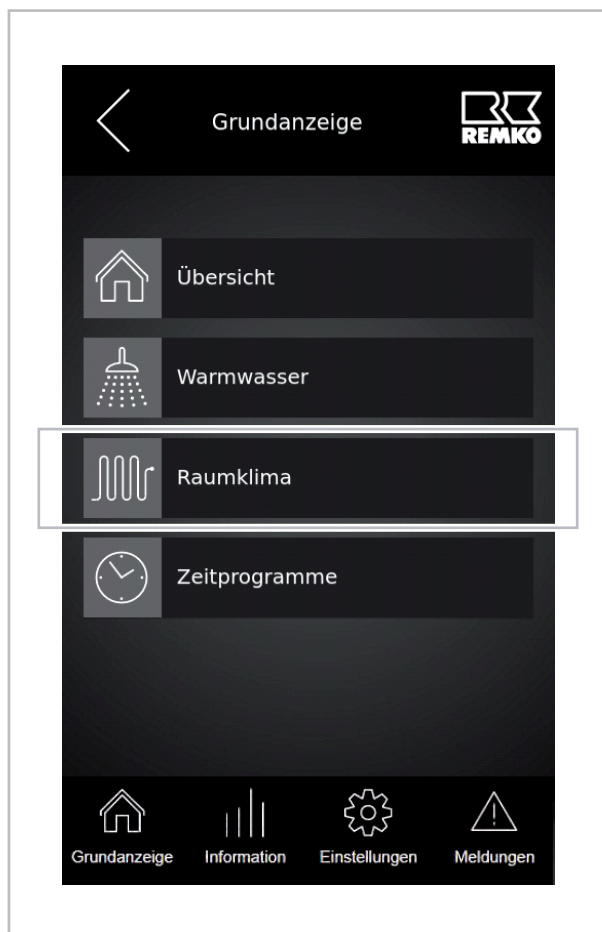 Grundanzeige
REMKO
Übersicht
Warmwasser
Raumklima
Zeitprogramme
Grundanzeige Information Einstellungen Meldungen